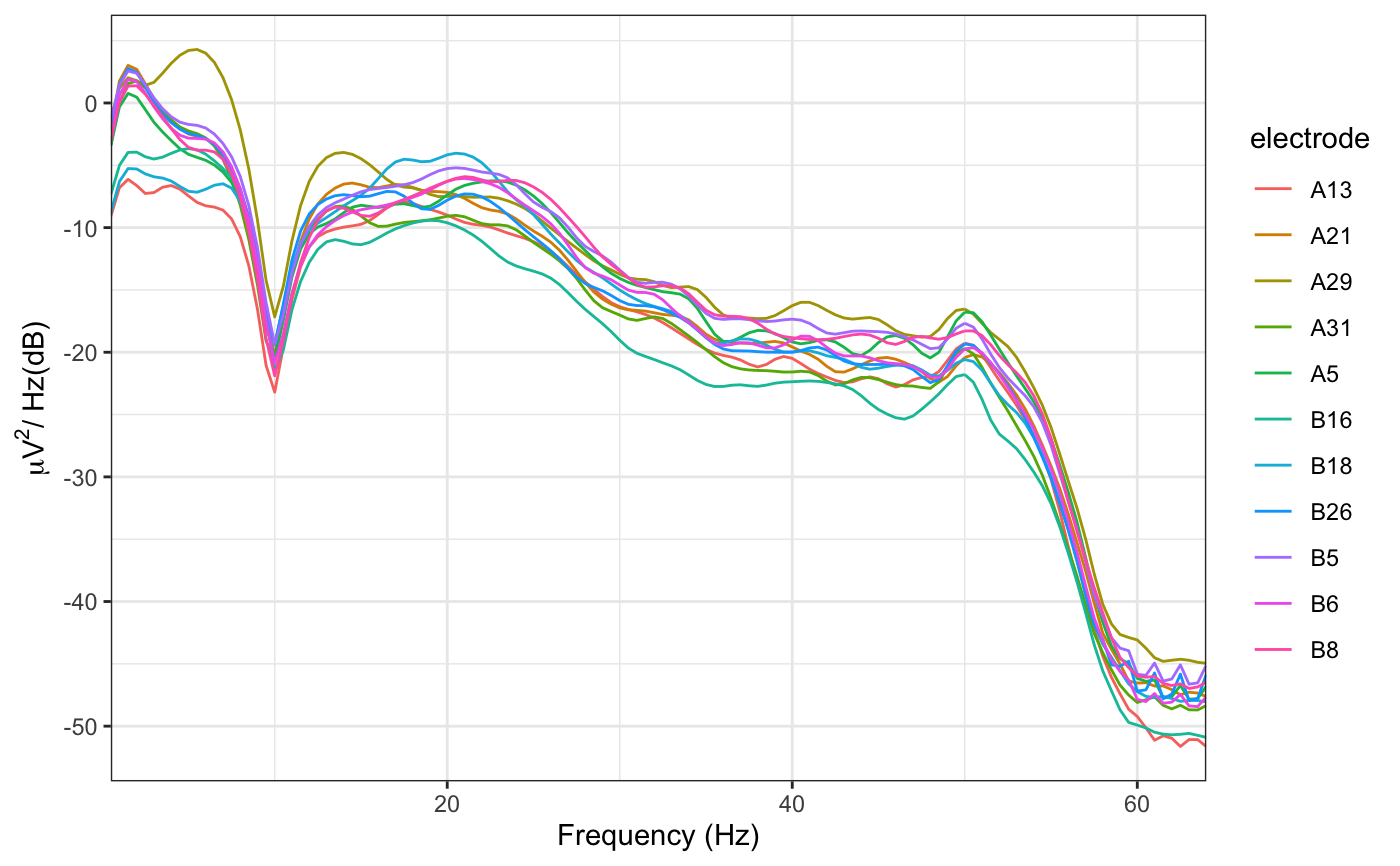 0
-10
-20
-30
-40
-50
20
40
60
Frequency (Hz)
μV²/ Hz(dB)
electrode
A13
A21
A29
A31
A5
B16
B18
B26
B5
B6
B8